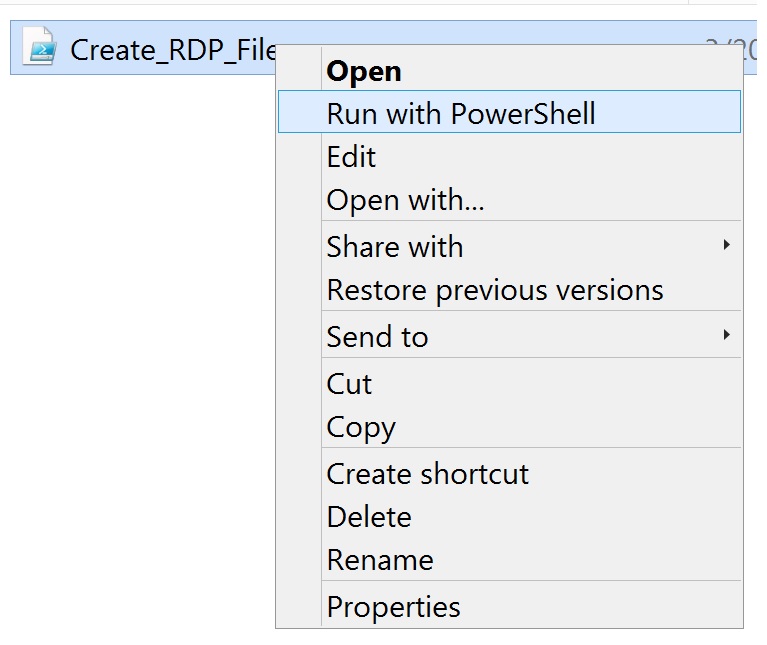 Create_RDP_File
Open
Run with PowerShell
Edit
Open with...
Share with
Restore previous versions
Send to
Cut
Copy
Create shortcut
Delete
Rename
Properties